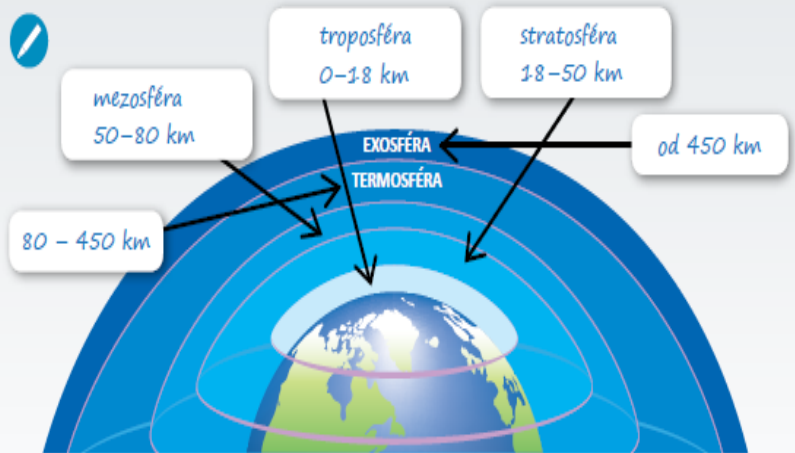 troposféra
0–18 km
stratosféra
18–50 km
mezosféra
50–80 km
EXOSFÉRA
od 450 km
TERMOSFÉRA
80 – 450 km